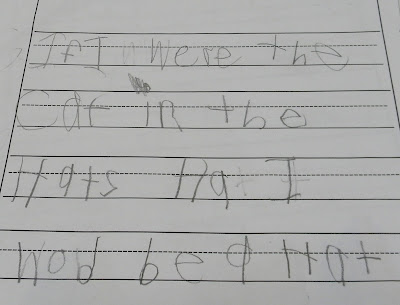 If I were the
Cat in the
Hats Hat I
wod be a Hat